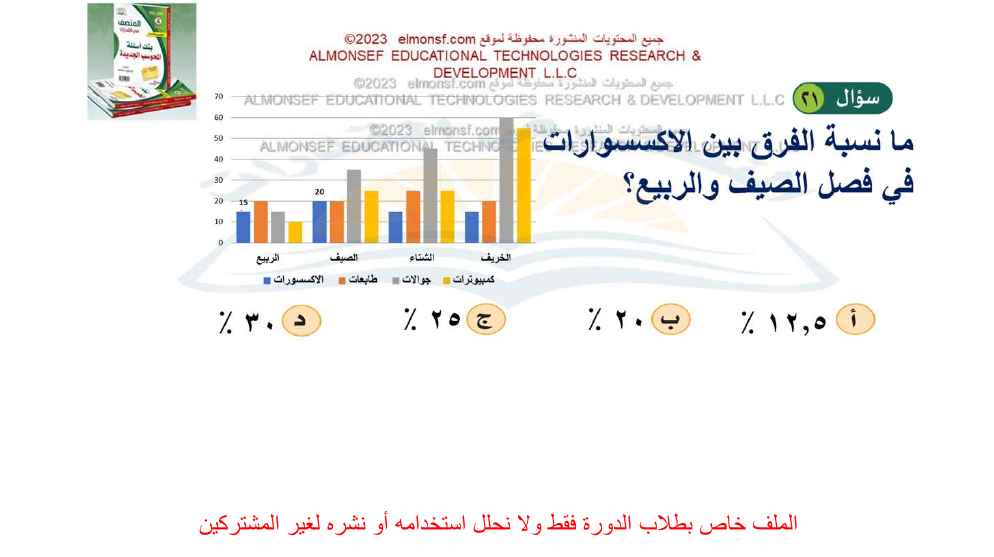 المنصف
في القدرات
بنك أسئلة
المحوسب الجديدة
جميع المحتويات المنشورة محفوظة لموقع elmonsf.com ©2023
ALMONSEF EDUCATIONAL TECHNOLOGIES RESEARCH &
DEVELOPMENT L.L.C
جميع المحتويات المنشورة محفوظة لموقع elmonsf.com ©2023
ALMONSEF EDUCATIONAL TECHNOLOGIES RESEARCH & DEVELOPMENT L.L.C
سؤال ٢١
ما نسبة الفرق بين الاكسسوارات
في فصل الصيف والربيع؟
70
60
50
40
30
20
10
0
15
20
الربيع الصيف الشتاء الخريف
الاكسسورات طابعات جوالات كمبيوترات
أ ١٢,٥ ٪
ب ٢٠ ٪
ج ٢٥ ٪
د ٣٠ ٪
الملف خاص بطلاب الدورة فقط ولا نحلل استخدامه أو نشره لغير المشتركين